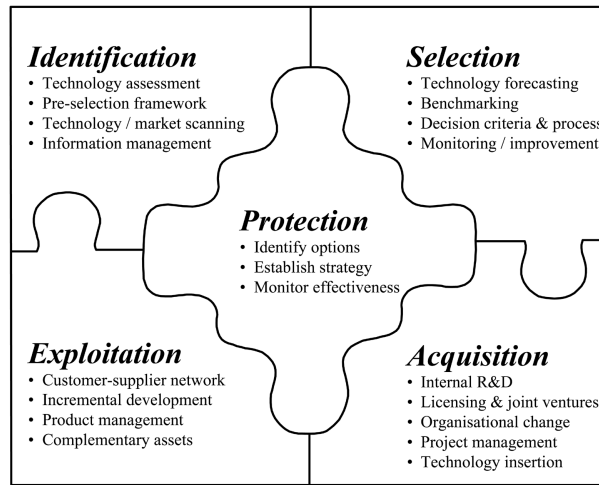 Identification
• Technology assessment
• Pre-selection framework
• Technology / market scanning
• Information management
Selection
• Technology forecasting
• Benchmarking
• Decision criteria & process
• Monitoring / improvement
Protection
• Identify options
• Establish strategy
• Monitor effectiveness
Exploitation
• Customer-supplier network
• Incremental development
• Product management
• Complementary assets
Acquisition
• Internal R&D
• Licensing & joint ventures
• Organisational change
• Project management
• Technology insertion